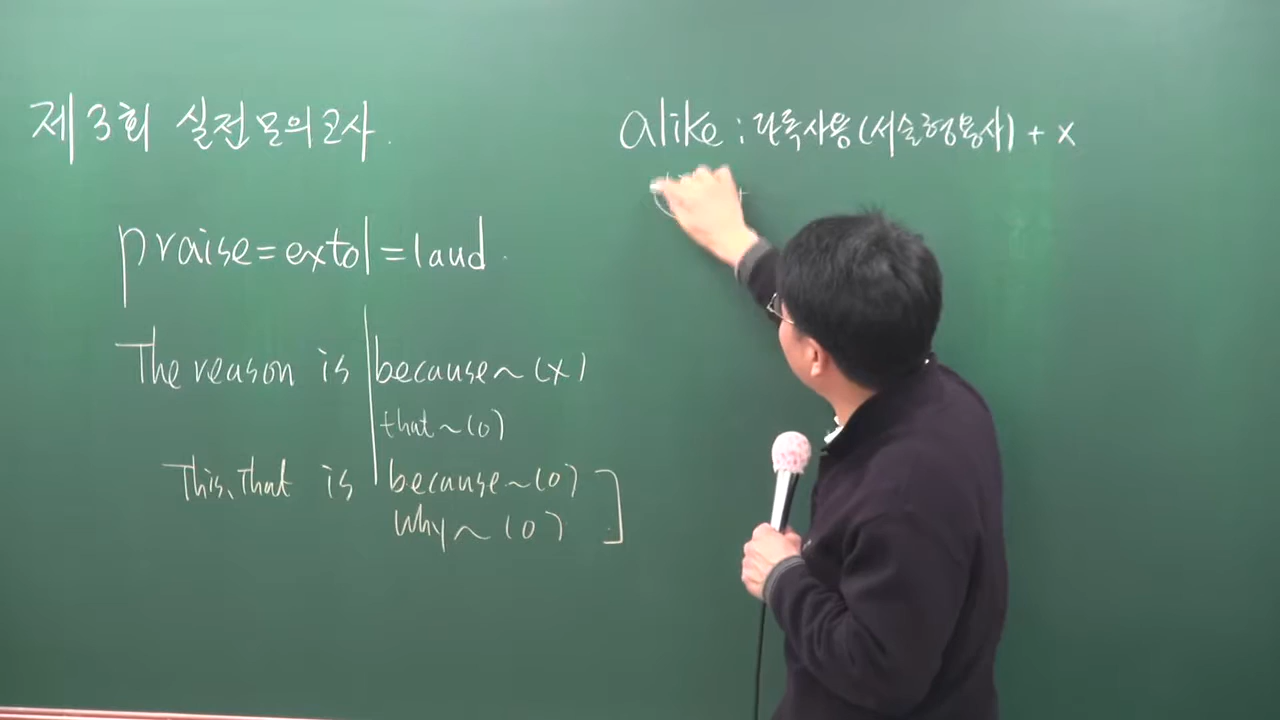 제3회 실전모의고사.
praise=extol=laud.
The reason is because~(x)
that~(o)
This, That is because~(o)
why~(o)
alike : 단독사용(서술형용사) + x